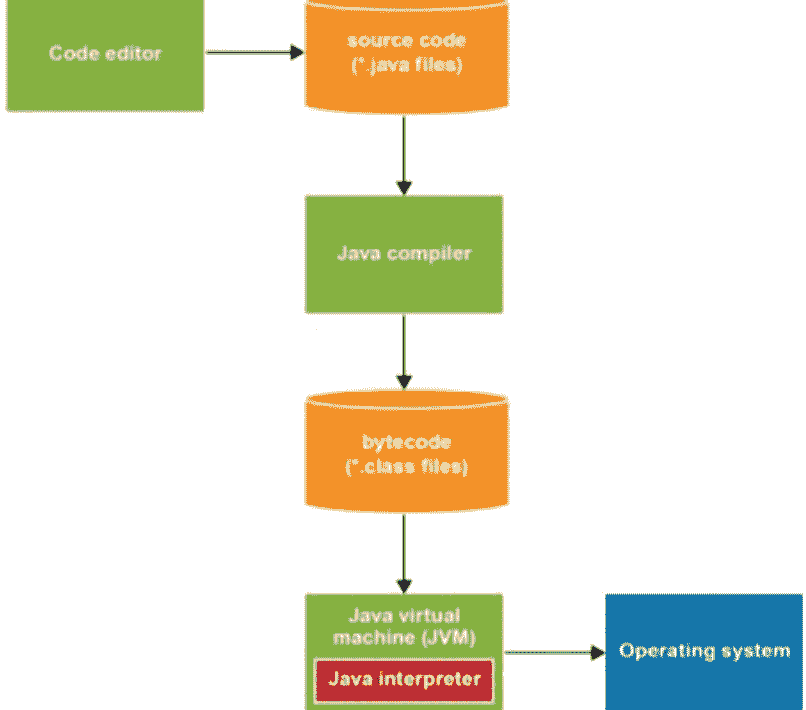 Code editor
source code
(*.java files)
Java compiler
bytecode
(*.class files)
Java virtual
machine (JVM)
Java interpreter
Operating system